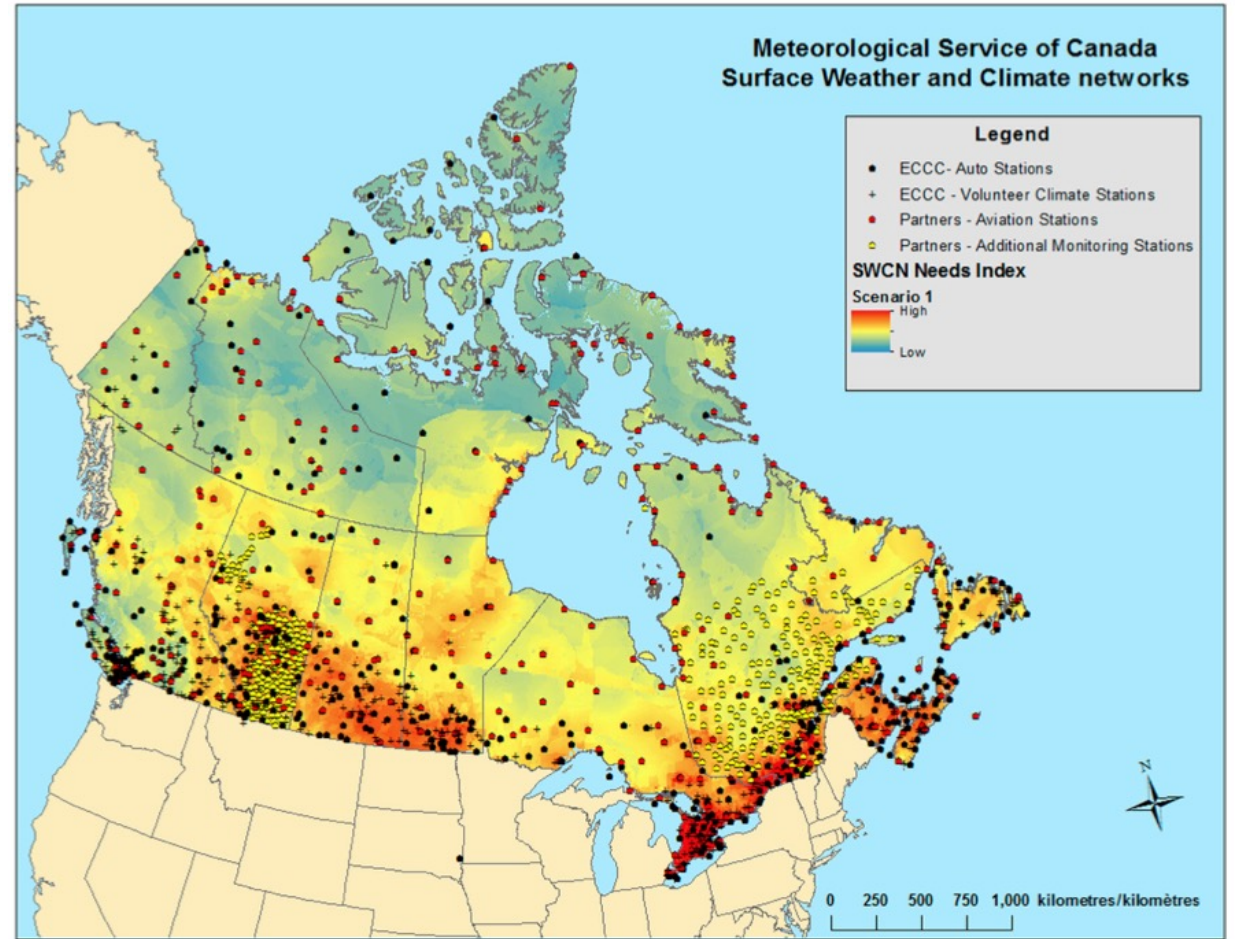 Meteorological Service of Canada
Surface Weather and Climate networks
Legend
ECCC- Auto Stations
ECCC - Volunteer Climate Stations
Partners - Aviation Stations
Partners - Additional Monitoring Stations
SWCN Needs Index
Scenario 1
High
Low
N
0 250 500 750 1,000 kilometres/kilomètres